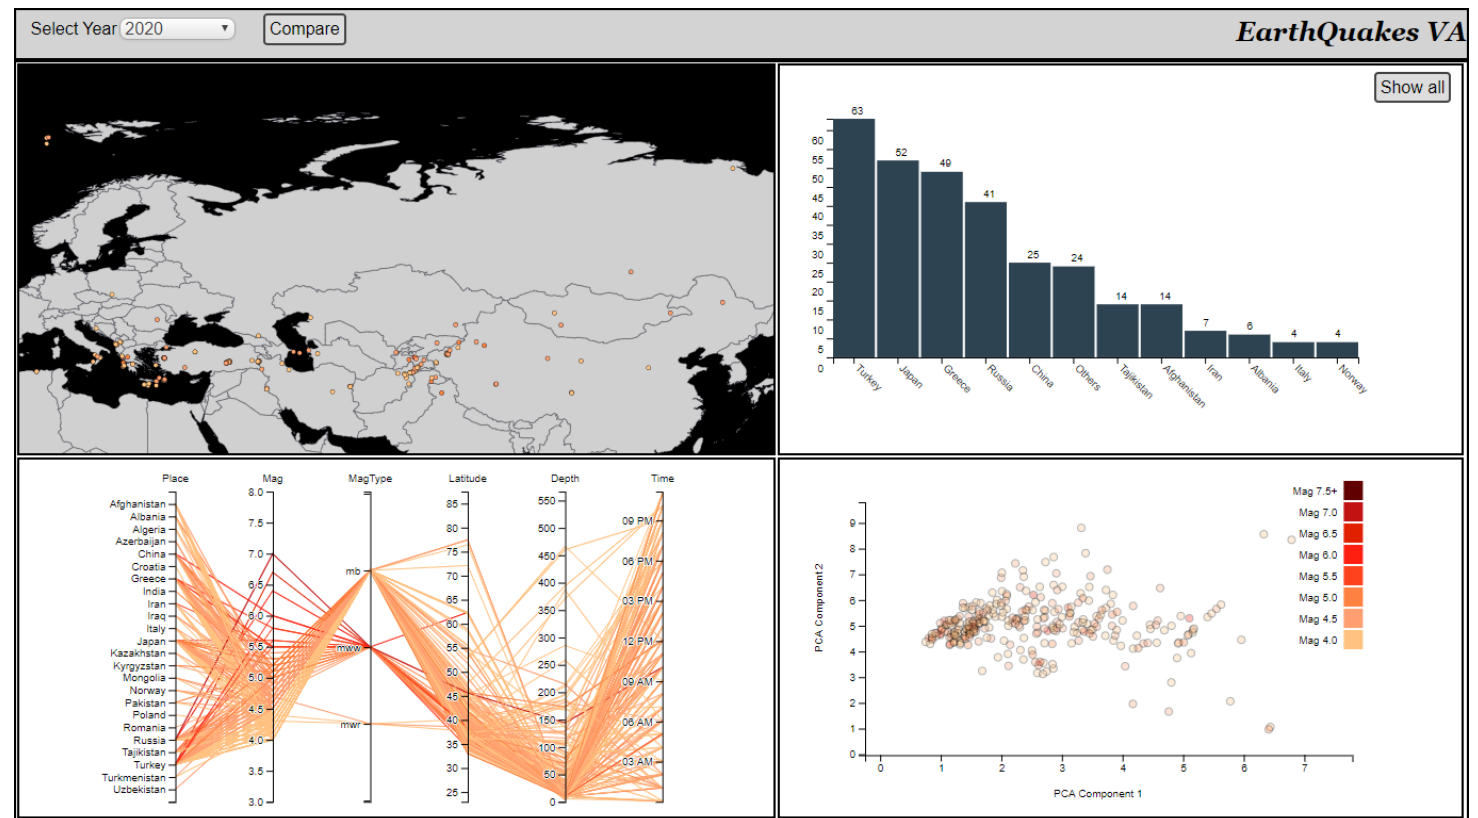 Select Year 2020 Compare EarthQuakes VA
Show all
63
52
49
41
25
24
14
14
7
6
4
4
60
55
50
45
40
35
30
25
20
15
10
5
0
Turkey
Japan
Greece
Russia
China
Others
Tajikistan
Afghanistan
Iran
Albania
Italy
Norway
Place Mag MagType Latitude Depth Time
Afghanistan
Albania
Algeria
Azerbaijan
China
Croatia
Greece
India
Iran
Iraq
Italy
Japan
Kazakhstan
Kyrgyzstan
Mongolia
Norway
Pakistan
Poland
Romania
Russia
Tajikistan
Turkey
Turkmenistan
Uzbekistan
8.0
7.5
7.0
6.5
6.0
5.5
5.0
4.5
4.0
3.5
3.0
mb
mww
mwr
85
80
75
70
65
60
55
50
45
40
35
30
25
550
500
450
400
350
300
250
200
150
100
50
0
09 PM
06 PM
03 PM
12 PM
09 AM
06 AM
03 AM
Mag 7.5+
Mag 7.0
Mag 6.5
Mag 6.0
Mag 5.5
Mag 5.0
Mag 4.5
Mag 4.0
PCA Component 2
9
8
7
6
5
4
3
2
1
0
0 1 2 3 4 5 6 7
PCA Component 1